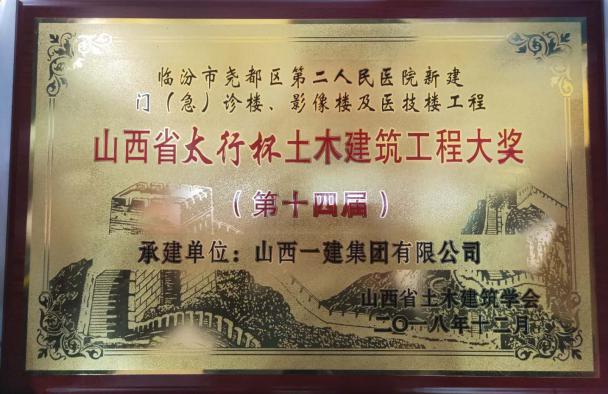 临汾市尧都区第二人民医院新建
门（急）诊楼、影像楼及医技楼工程
山西省太行杯土木建筑工程大奖
（第十四届）
承建单位：山西一建集团有限公司
山西省土木建筑学会
二〇一八年十二月